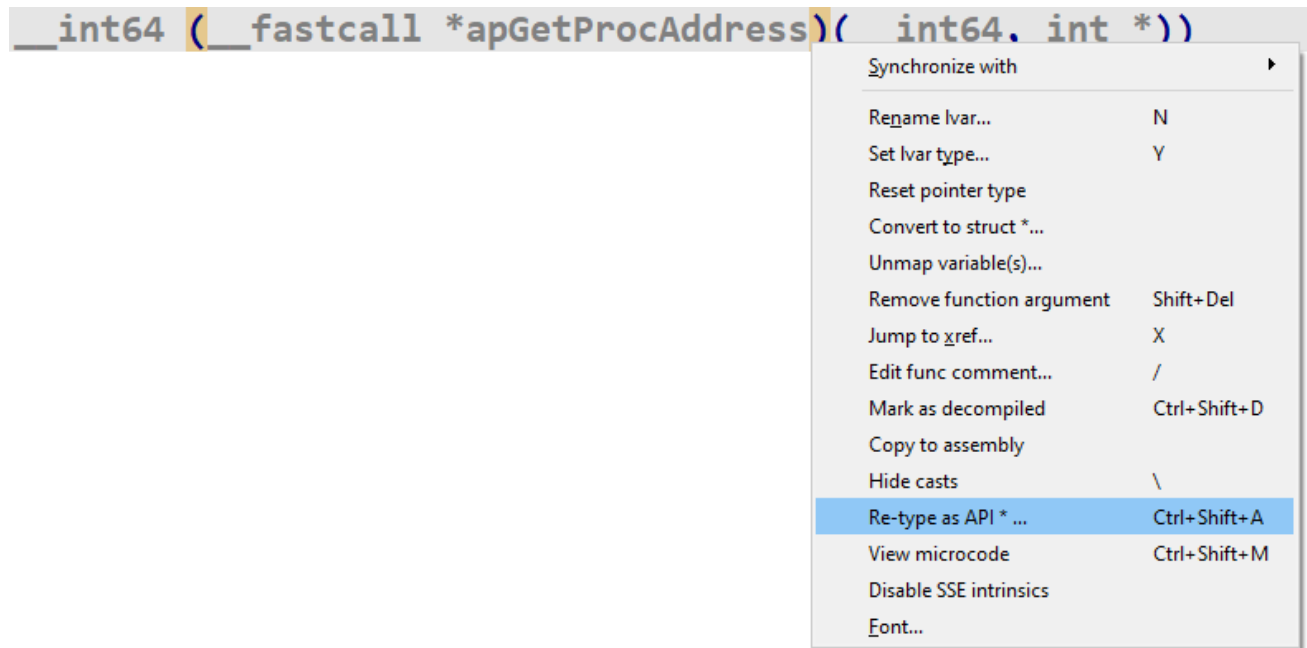 __int64 (__fastcall *apGetProcAddress)(__int64, int *))
Synchronize with
Rename lvar... N
Set lvar type... Y
Reset pointer type
Convert to struct *...
Unmap variable(s)...
Remove function argument Shift+Del
Jump to xref... X
Edit func comment... /
Mark as decompiled Ctrl+Shift+D
Copy to assembly
Hide casts \
Re-type as API * ... Ctrl+Shift+A
View microcode Ctrl+Shift+M
Disable SSE intrinsics
Font...